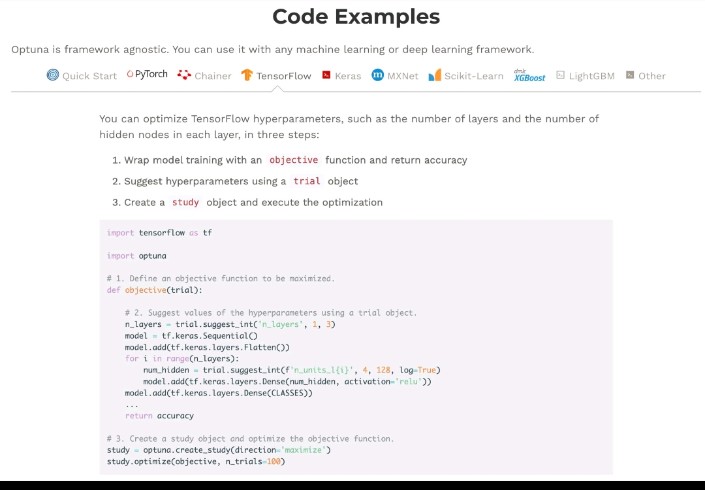 Code Examples
Optuna is framework agnostic. You can use it with any machine learning or deep learning framework.
Quick Start PyTorch Chainer TensorFlow Keras m MXNet Scikit-Learn dmlc XGBoost LightGBM Other
You can optimize TensorFlow hyperparameters, such as the number of layers and the number of
hidden nodes in each layer, in three steps:
1. Wrap model training with an objective function and return accuracy
2. Suggest hyperparameters using a trial object
3. Create a study object and execute the optimization
import tensorflow as tf
import optuna
# 1. Define an objective function to be maximized.
def objective(trial):
# 2. Suggest values of the hyperparameters using a trial object.
n_layers = trial.suggest_int('n_layers', 1, 3)
model = tf.keras.Sequential()
model.add(tf.keras.layers.Flatten())
for i in range(n_layers):
num_hidden = trial.suggest_int(f'n_units_l{i}', 4, 128, log=True)
model.add(tf.keras.layers.Dense(num_hidden, activation='relu'))
model.add(tf.keras.layers.Dense(CLASSES))
...
return accuracy
# 3. Create a study object and optimize the objective function.
study = optuna.create_study(direction='maximize')
study.optimize(objective, n_trials=100)